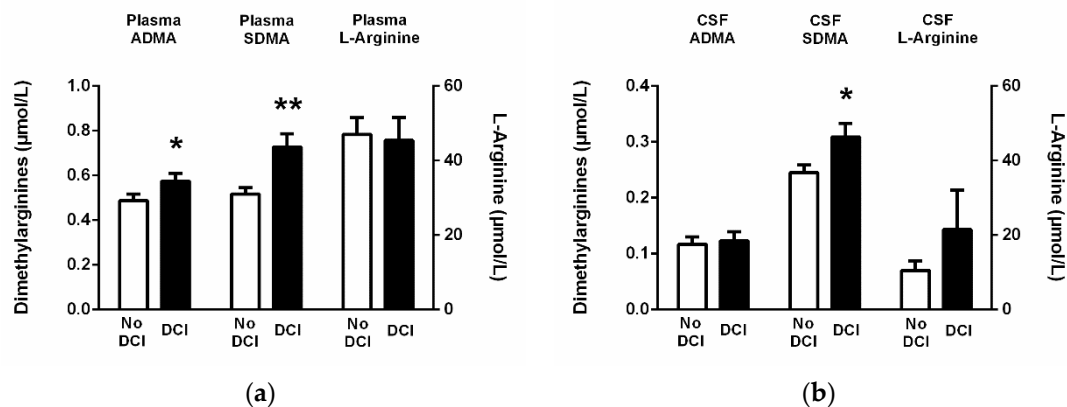 Plasma ADMA
Plasma SDMA
Plasma L-Arginine
Dimethylarginines (µmol/L)
1.0
0.8
0.6
0.4
0.2
0.0
*
**
60
40
20
0
L-Arginine (µmol/L)
No DCI
DCI
No DCI
DCI
No DCI
DCI
(a)
CSF ADMA
CSF SDMA
CSF L-Arginine
Dimethylarginines (µmol/L)
0.4
0.3
0.2
0.1
0.0
*
60
40
20
0
L-Arginine (µmol/L)
No DCI
DCI
No DCI
DCI
No DCI
DCI
(b)